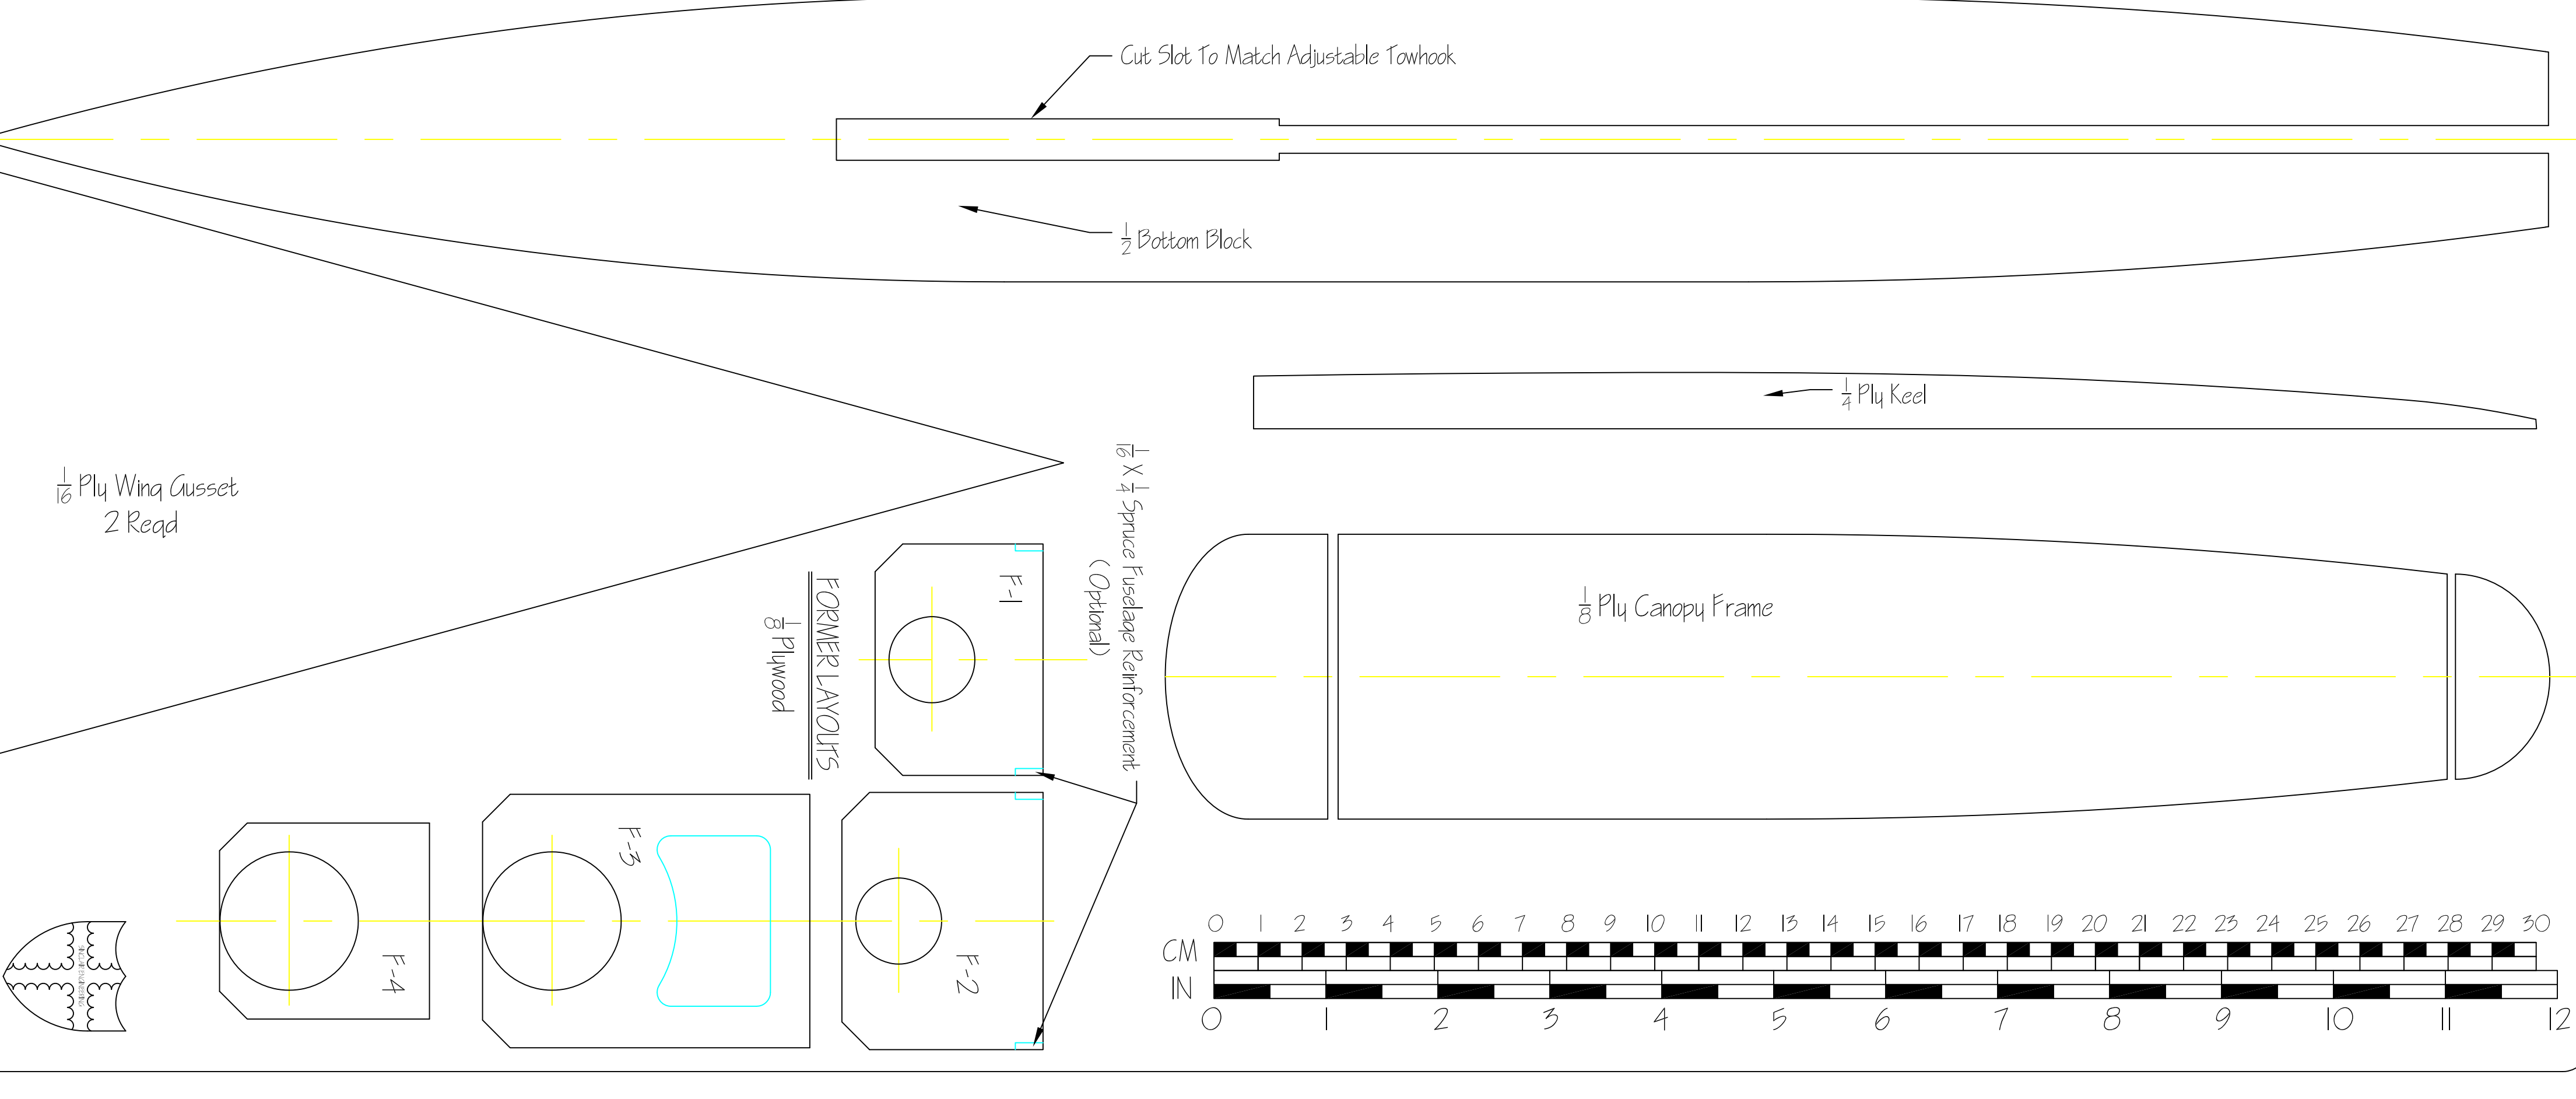 Cut Slot To Match Adjustable Towhook
1/2 Bottom Block
1/4 Ply Keel
1/16 Ply Wing Gusset
2 Reqd
1/16 X 1/4 Spruce Fuselage Reinforcement
(Optional)
FORMER LAYOUTS
1/8 Plywood
F-1
1/8 Ply Canopy Frame
F-3
F-4
F-2
0 1 2 3 4 5 6 7 8 9 10 11 12 13 14 15 16 17 18 19 20 21 22 23 24 25 26 27 28 29 30
CM
IN
0 1 2 3 4 5 6 7 8 9 10 11 12